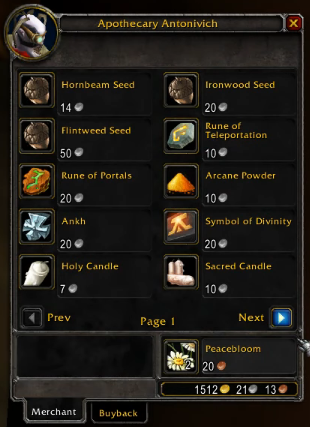 Apothecary Antonivich
Hornbeam Seed
14
Ironwood Seed
20
Flintweed Seed
50
Rune of
Teleportation
10
Rune of Portals
20
Arcane Powder
10
Ankh
20
Symbol of Divinity
20
Holy Candle
7
Sacred Candle
10
Prev
Page 1
Next
2
Peacebloom
20
1512 21 13
Merchant
Buyback